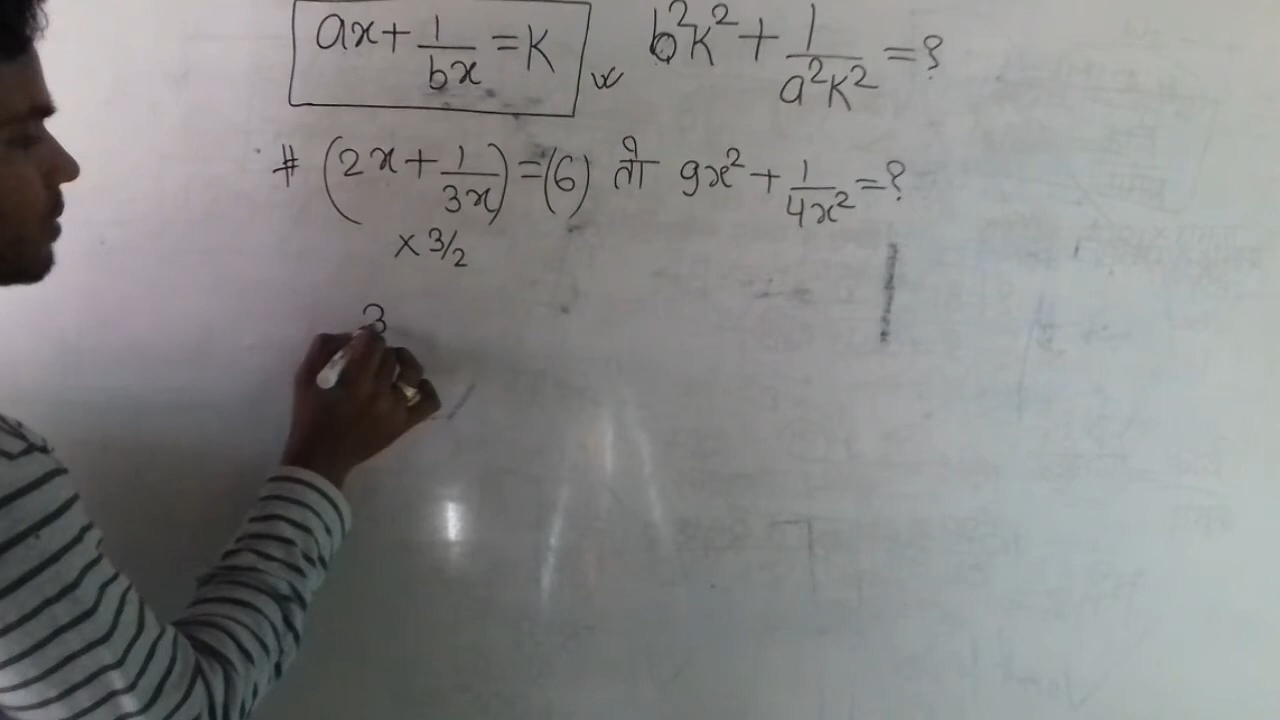 ax + 1/bx = K  b²K² + 1/a²K² = ?
# (2x + 1/3x) = (6) तो 9x² + 1/4x² = ?
× 3/2
3